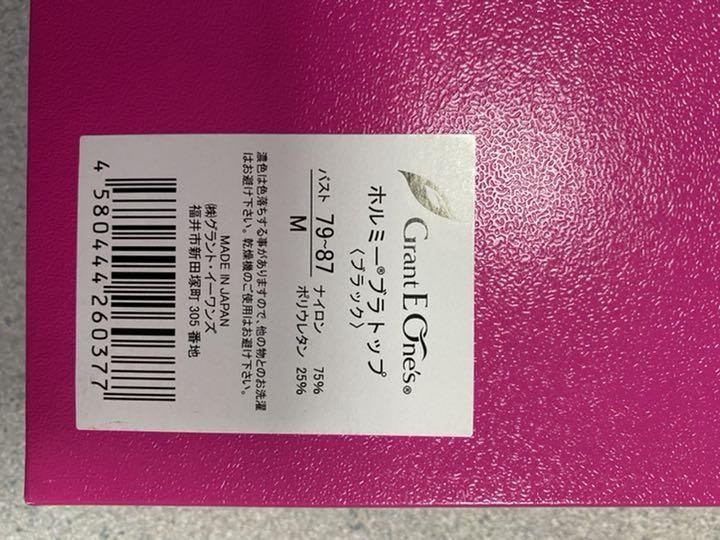 Grant E One's®
ホルミー®ブラトップ
〈ブラック〉
バスト 79~87
M
ナイロン 75%
ポリウレタン 25%
濃色は色落ちする事がありますので、他の物とのお洗濯
はお避け下さい。乾燥機のご使用はお避け下さい。
MADE IN JAPAN
㈱グラント・イーワンズ
福井市新田塚町 305 番地
4 580444 260377